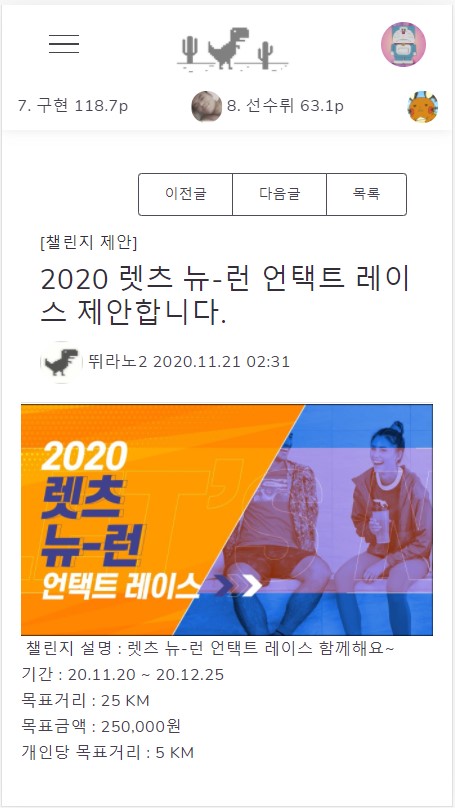 7. 구현 118.7p
8. 선수뤼 63.1p
이전글
다음글
목록
[챌린지 제안]
2020 렛츠 뉴-런 언택트 레이
스 제안합니다.
뛰라노2 2020.11.21 02:31
2020
렛츠
뉴-런
언택트 레이스
챌린지 설명 : 렛츠 뉴-런 언택트 레이스 함께해요~
기간 : 20.11.20 ~ 20.12.25
목표거리 : 25 KM
목표금액 : 250,000원
개인당 목표거리 : 5 KM